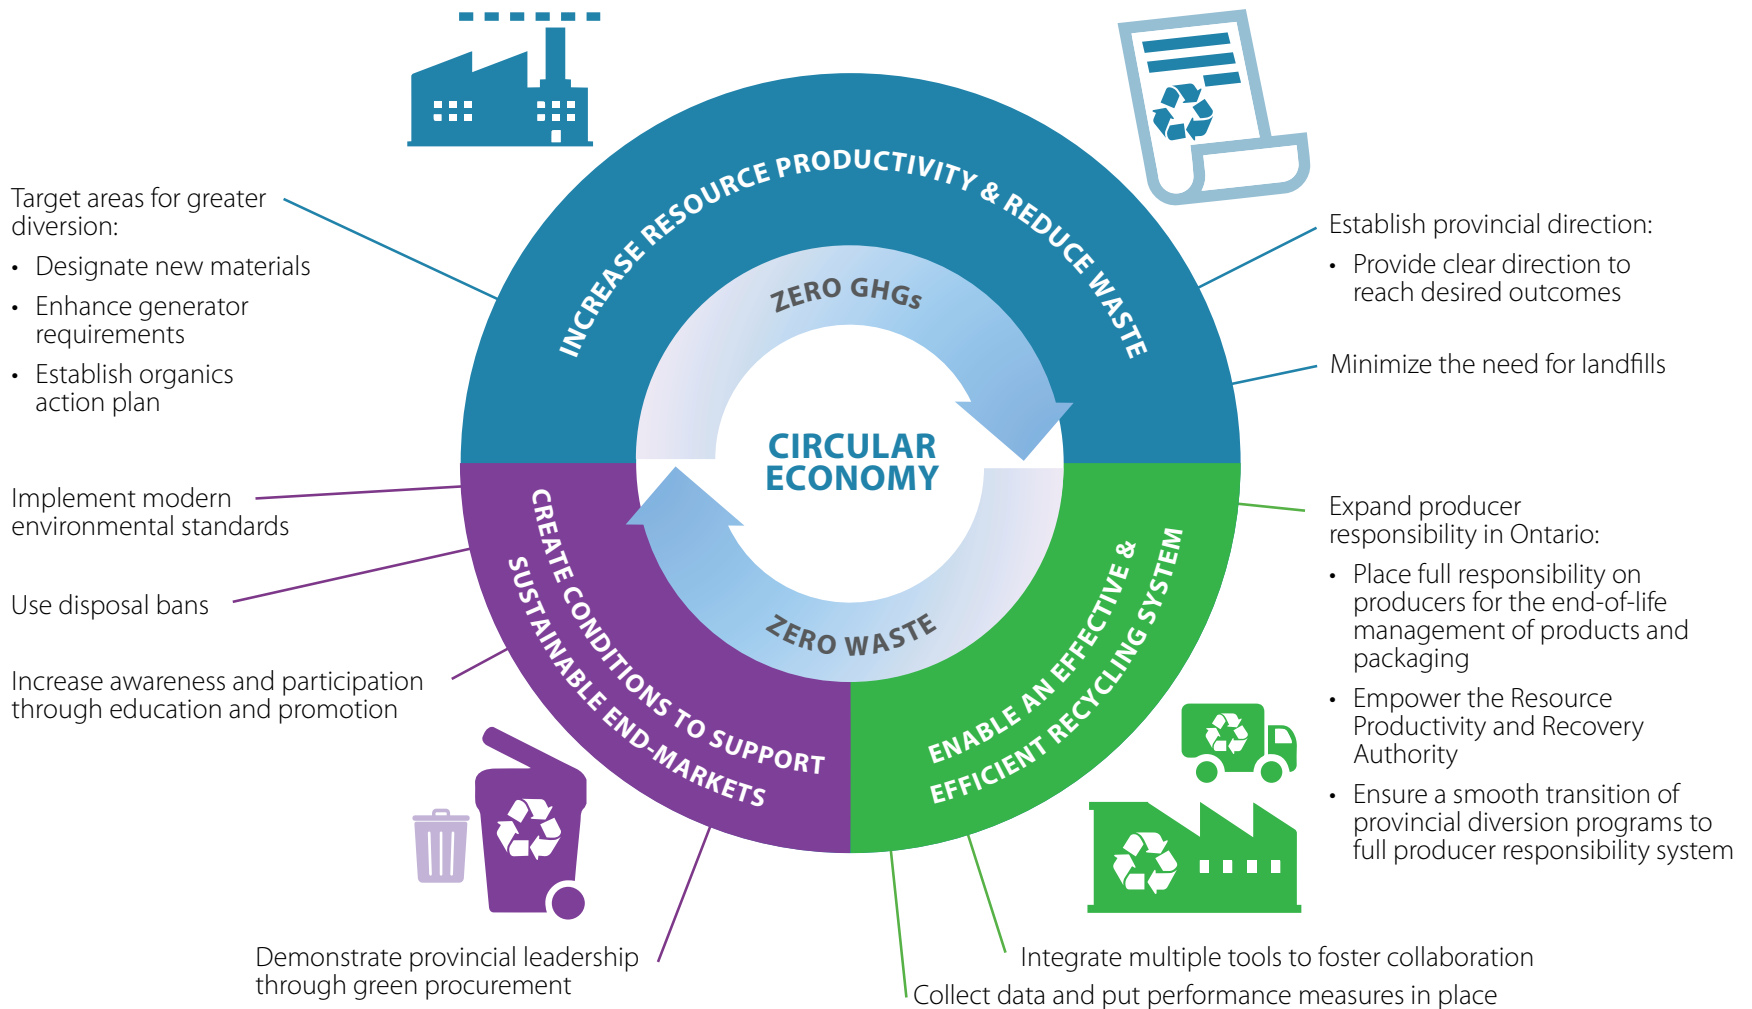 INCREASE RESOURCE PRODUCTIVITY & REDUCE WASTE
ZERO GHGs
CIRCULAR
ECONOMY
ZERO WASTE
Target areas for greater
diversion:
• Designate new materials
• Enhance generator
requirements
• Establish organics
action plan
Establish provincial direction:
• Provide clear direction to
reach desired outcomes
Minimize the need for landfills
CREATE CONDITIONS TO SUPPORT
SUSTAINABLE END-MARKETS
Implement modern
environmental standards
Use disposal bans
Increase awareness and participation
through education and promotion
Demonstrate provincial leadership
through green procurement
ENABLE AN EFFECTIVE &
EFFICIENT RECYCLING SYSTEM
Expand producer
responsibility in Ontario:
• Place full responsibility on
producers for the end-of-life
management of products and
packaging
• Empower the Resource
Productivity and Recovery
Authority
• Ensure a smooth transition of
provincial diversion programs to
full producer responsibility system
Integrate multiple tools to foster collaboration
Collect data and put performance measures in place